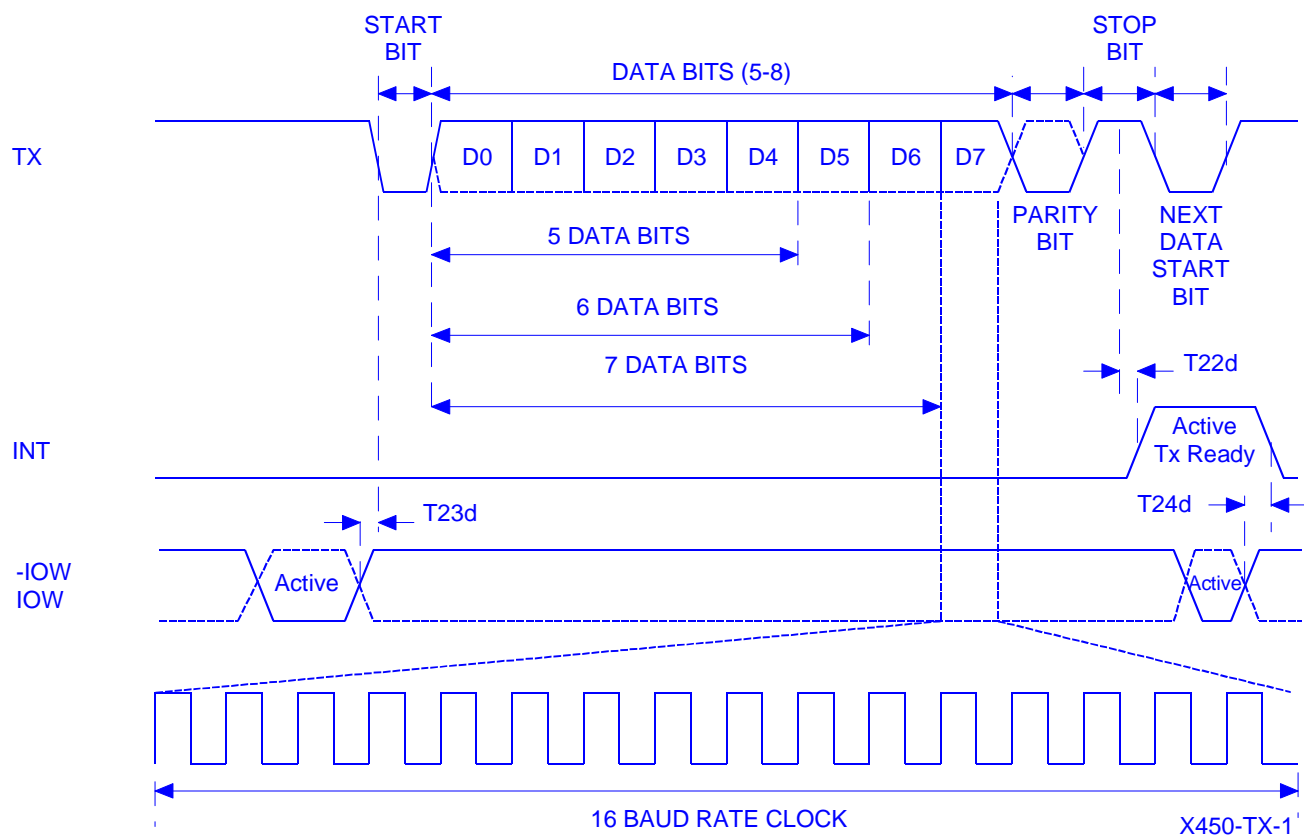 START
BIT
STOP
BIT
DATA BITS (5-8)
TX
D0 D1 D2 D3 D4 D5 D6 D7
PARITY
BIT
NEXT
DATA
START
BIT
5 DATA BITS
6 DATA BITS
7 DATA BITS
T22d
INT
Active
Tx Ready
T23d
T24d
-IOW
IOW
Active
Active
16 BAUD RATE CLOCK
X450-TX-1